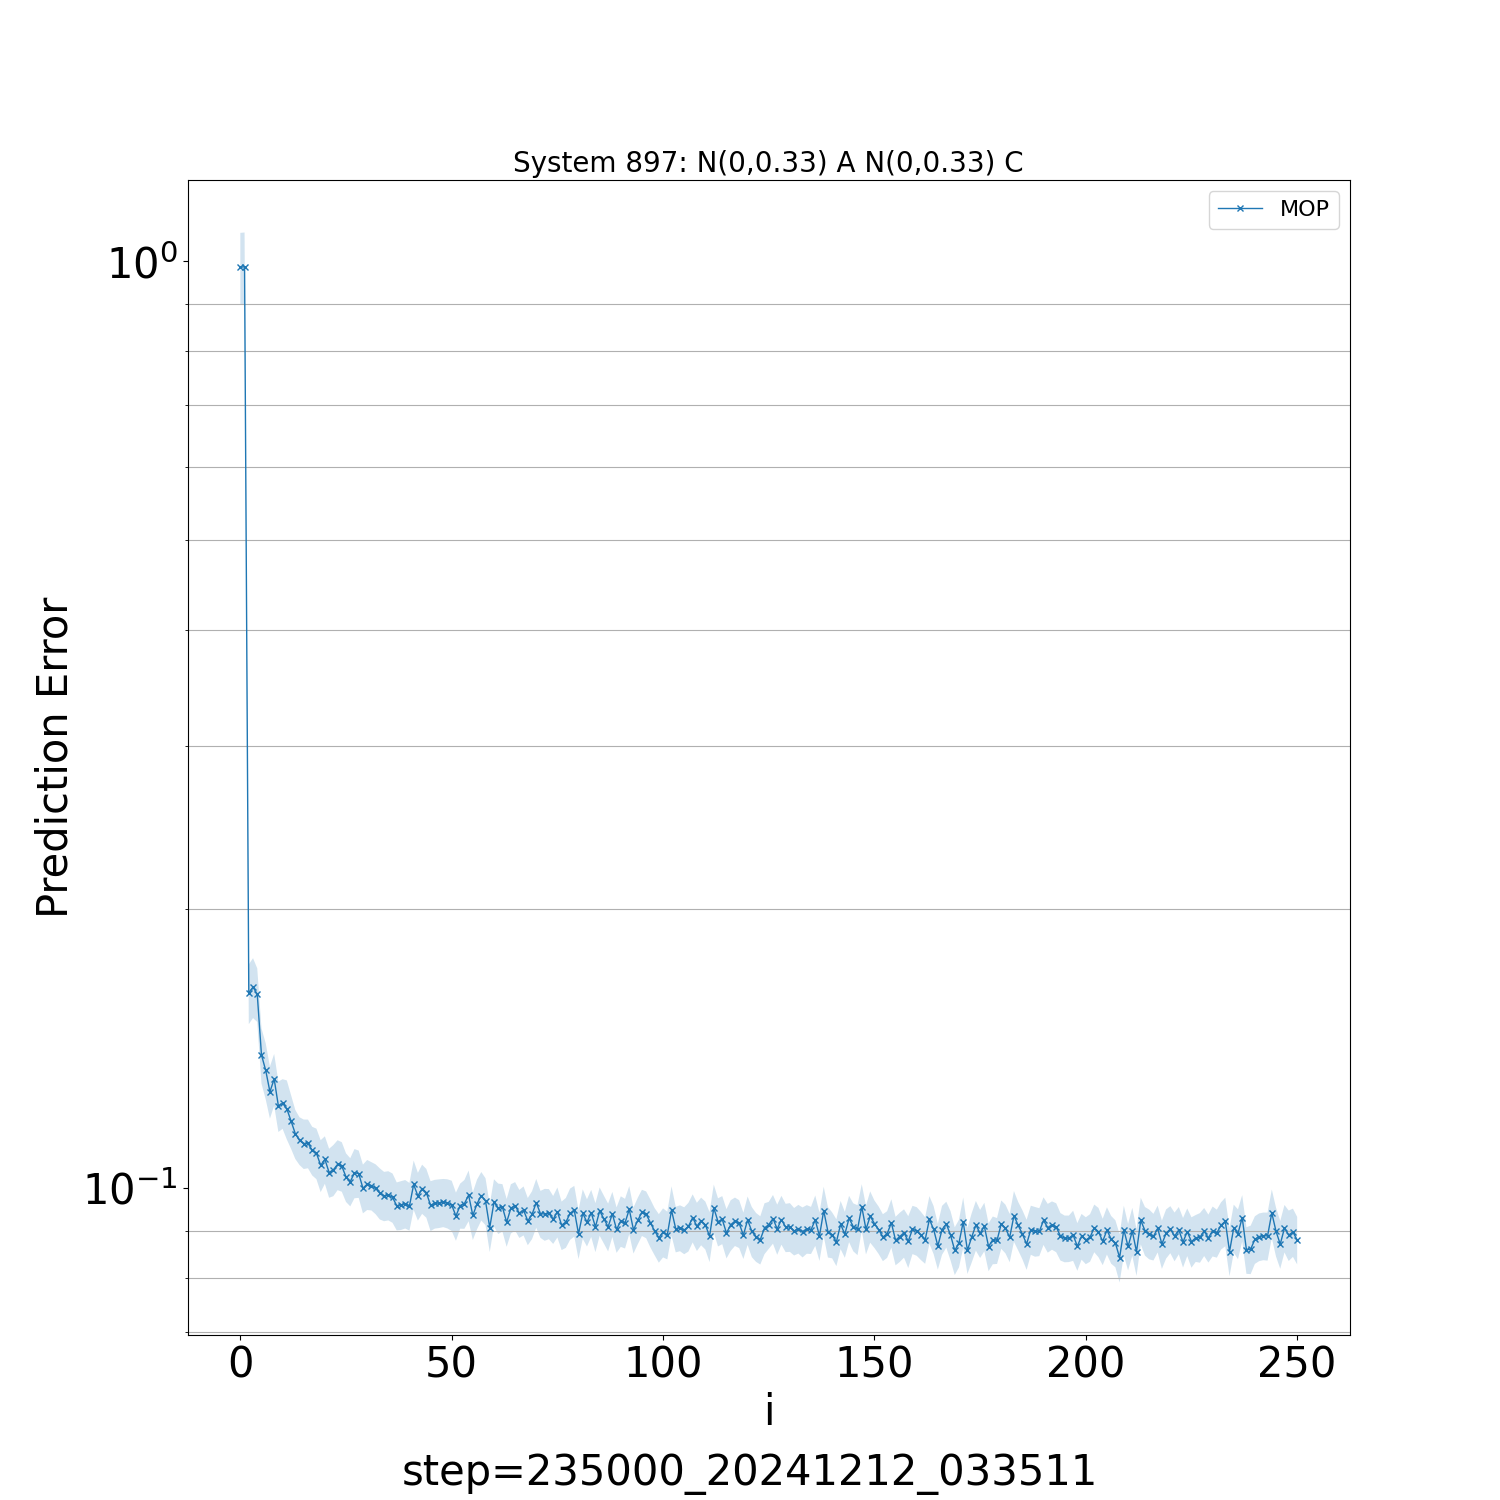 System 897: N(0,0.33) A N(0,0.33) C
MOP
10⁰
10⁻¹
Prediction Error
0 50 100 150 200 250
i
step=235000_20241212_033511